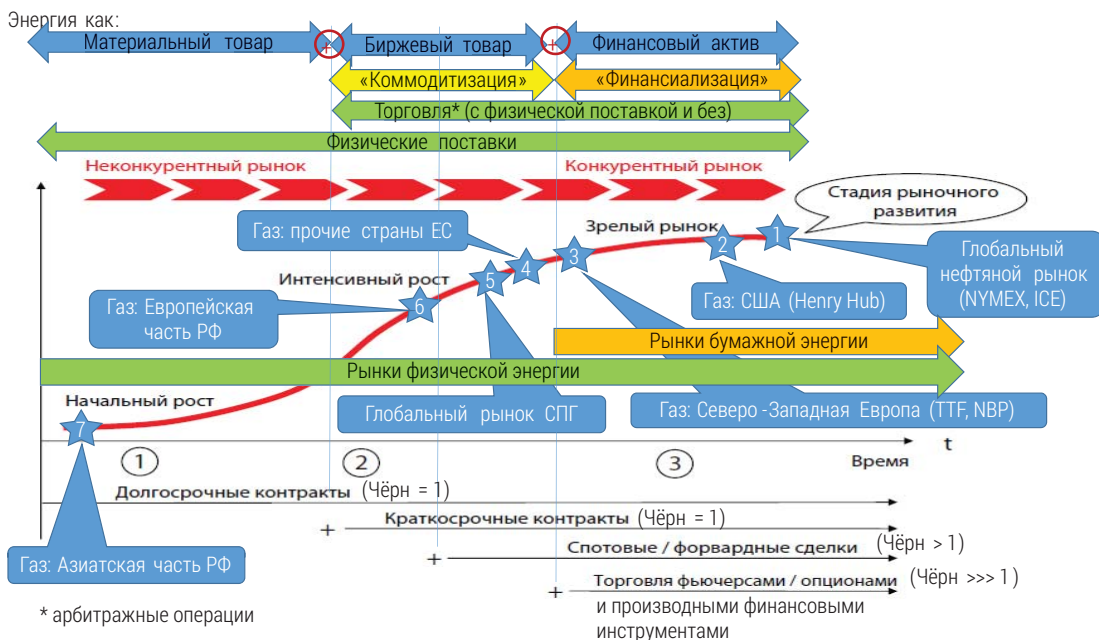 Энергия как:
Материальный товар
+
Биржевый товар
+
Финансовый актив
«Коммодитизация»
«Финансиализация»
Торговля* (с физической поставкой и без)
Физические поставки
Неконкурентный рынок
Конкурентный рынок
Стадия рыночного
развития
Газ: прочие страны ЕС
Зрелый рынок
1
2
3
4
5
6
Глобальный
нефтяной рынок
(NYMEX, ICE)
Интенсивный рост
Газ: Европейская
часть РФ
Газ: США (Henry Hub)
Рынки бумажной энергии
Рынки физической энергии
Начальный рост
7
Глобальный рынок СПГ
Газ: Северо -Западная Европа (TTF, NBP)
t
Время
1
2
3
Долгосрочные контракты (Чёрн = 1)
+ Краткосрочные контракты (Чёрн = 1)
+ Спотовые / форвардные сделки (Чёрн > 1)
Газ: Азиатская часть РФ
+ Торговля фьючерсами / опционами (Чёрн >>> 1)
и производными финансовыми
инструментами
* арбитражные операции